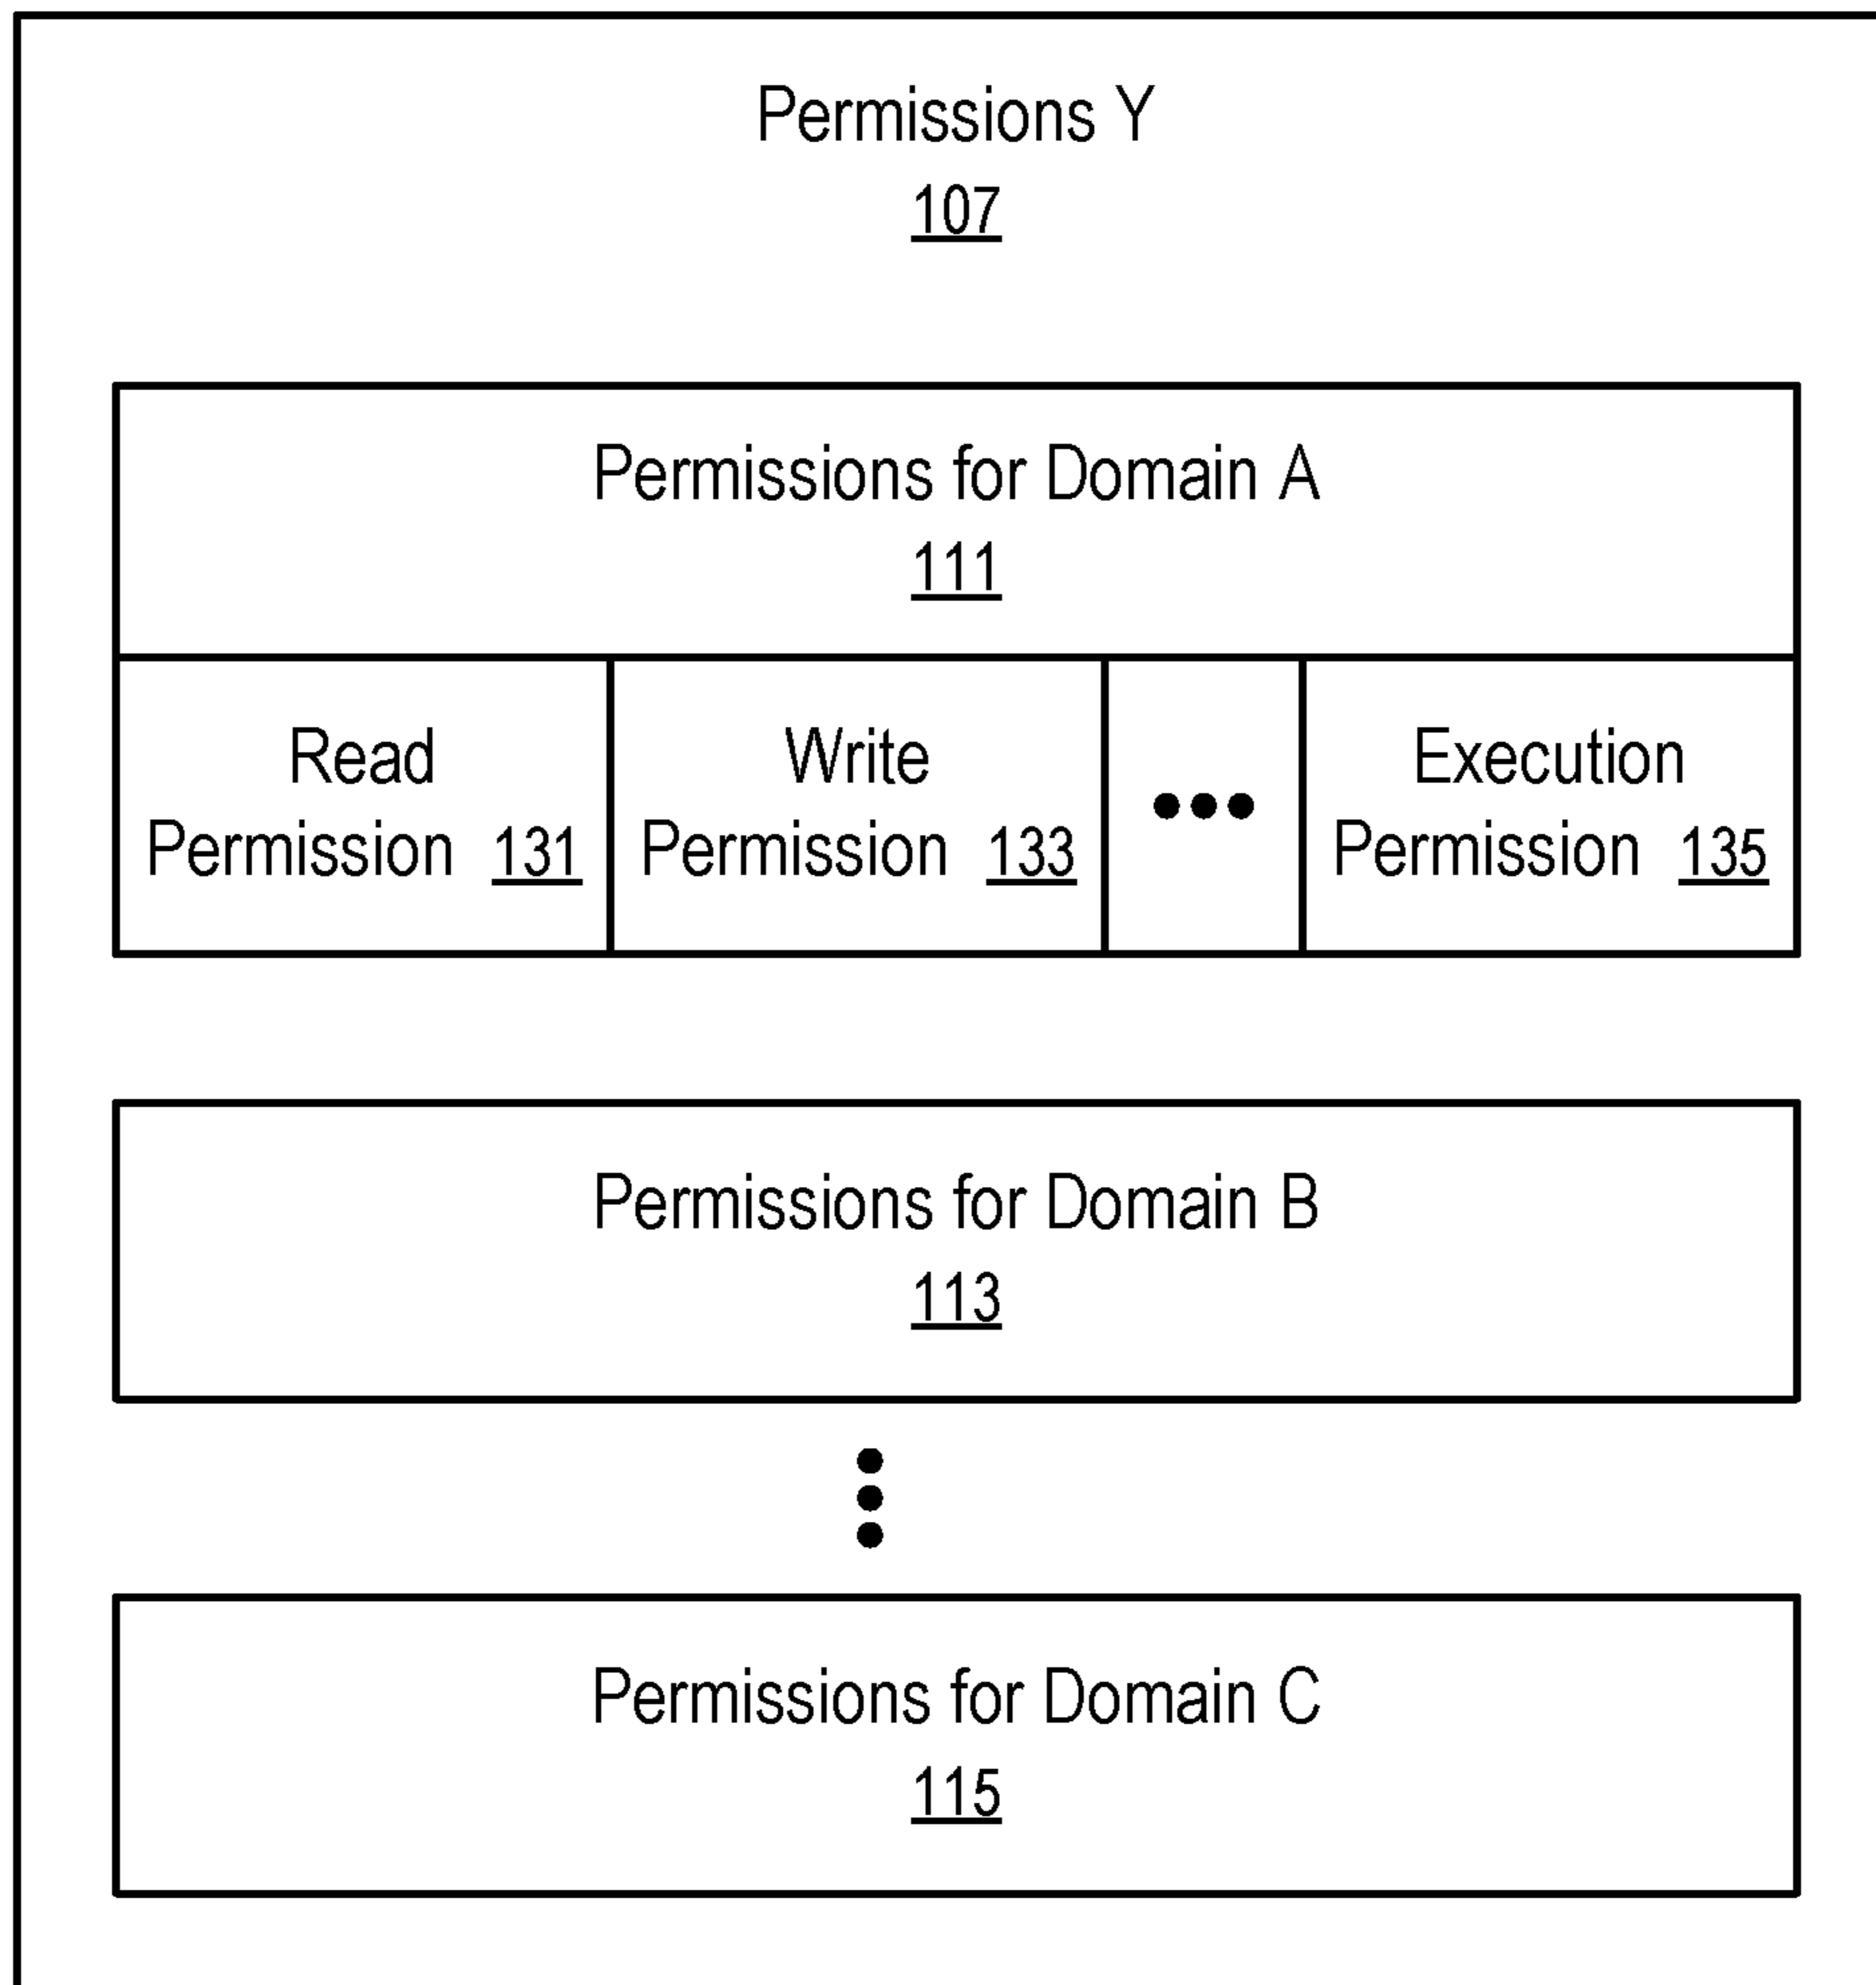 Permissions Y
107
Permissions for Domain A
111
Read
Permission 131
Write
Permission 133
Execution
Permission 135
Permissions for Domain B
113
Permissions for Domain C
115